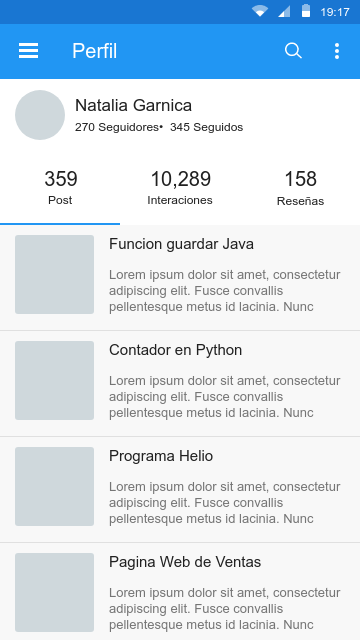 19:17
Perfil
Natalia Garnica
270 Seguidores•  345 Seguidos
359 10,289 158
Post Interaciones Reseñas
Funcion guardar Java
Lorem ipsum dolor sit amet, consectetur
adipiscing elit. Fusce convallis
pellentesque metus id lacinia. Nunc
Contador en Python
Lorem ipsum dolor sit amet, consectetur
adipiscing elit. Fusce convallis
pellentesque metus id lacinia. Nunc
Programa Helio
Lorem ipsum dolor sit amet, consectetur
adipiscing elit. Fusce convallis
pellentesque metus id lacinia. Nunc
Pagina Web de Ventas
Lorem ipsum dolor sit amet, consectetur
adipiscing elit. Fusce convallis
pellentesque metus id lacinia. Nunc